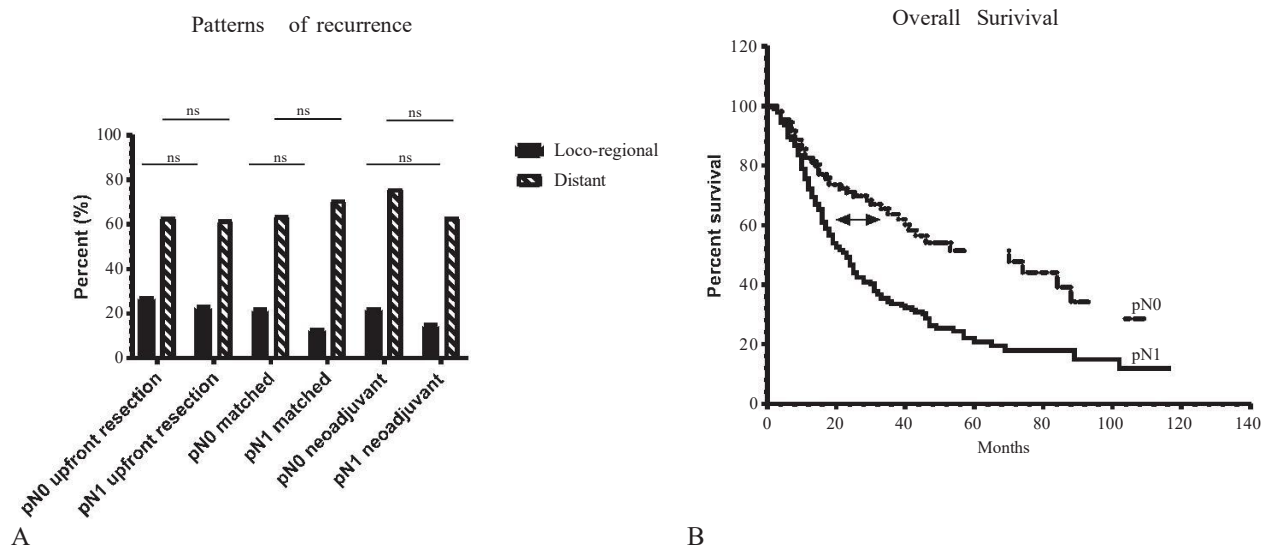 Patterns of recurrence
ns
ns
ns
ns
ns
ns
100
80
60
40
20
0
Percent (%)
Loco-regional
Distant
pN0 upfront resection
pN1 upfront resection
pN0 matched
pN1 matched
pN0 neoadjuvant
pN1 neoadjuvant
A
Overall Surivival
120
100
80
60
40
20
0
Percent survival
pN0
pN1
0 20 40 60 80 100 120 140
Months
B